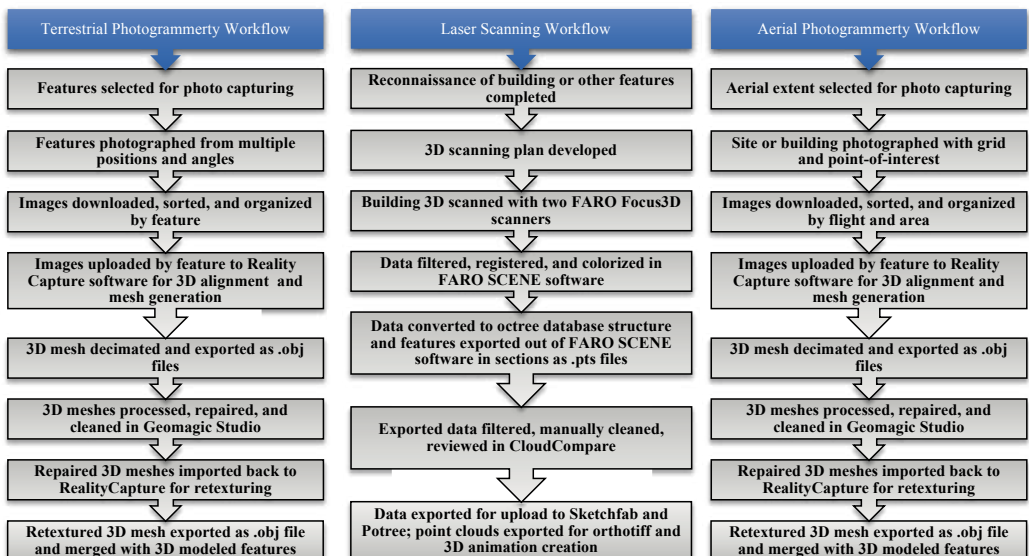 Terrestrial Photogrammerty Workflow
Features selected for photo capturing
Features photographed from multiple
positions and angles
Images downloaded, sorted, and organized
by feature
Images uploaded by feature to Reality
Capture software for 3D alignment and
mesh generation
3D mesh decimated and exported as .obj
files
3D meshes processed, repaired, and
cleaned in Geomagic Studio
Repaired 3D meshes imported back to
RealityCapture for retexturing
Retextured 3D mesh exported as .obj file
and merged with 3D modeled features
Laser Scanning Workflow
Reconnaissance of building or other features
completed
3D scanning plan developed
Building 3D scanned with two FARO Focus3D
scanners
Data filtered, registered, and colorized in
FARO SCENE software
Data converted to octree database structure
and features exported out of FARO SCENE
software in sections as .pts files
Exported data filtered, manually cleaned,
reviewed in CloudCompare
Data exported for upload to Sketchfab and
Potree; point clouds exported for orthotiff and
3D animation creation
Aerial Photogrammerty Workflow
Aerial extent selected for photo capturing
Site or building photographed with grid
and point-of-interest
Images downloaded, sorted, and organized
by flight and area
Images uploaded by feature to Reality
Capture software for 3D alignment and
mesh generation
3D mesh decimated and exported as .obj
files
3D meshes processed, repaired, and
cleaned in Geomagic Studio
Repaired 3D meshes imported back to
RealityCapture for retexturing
Retextured 3D mesh exported as .obj file
and merged with 3D modeled features